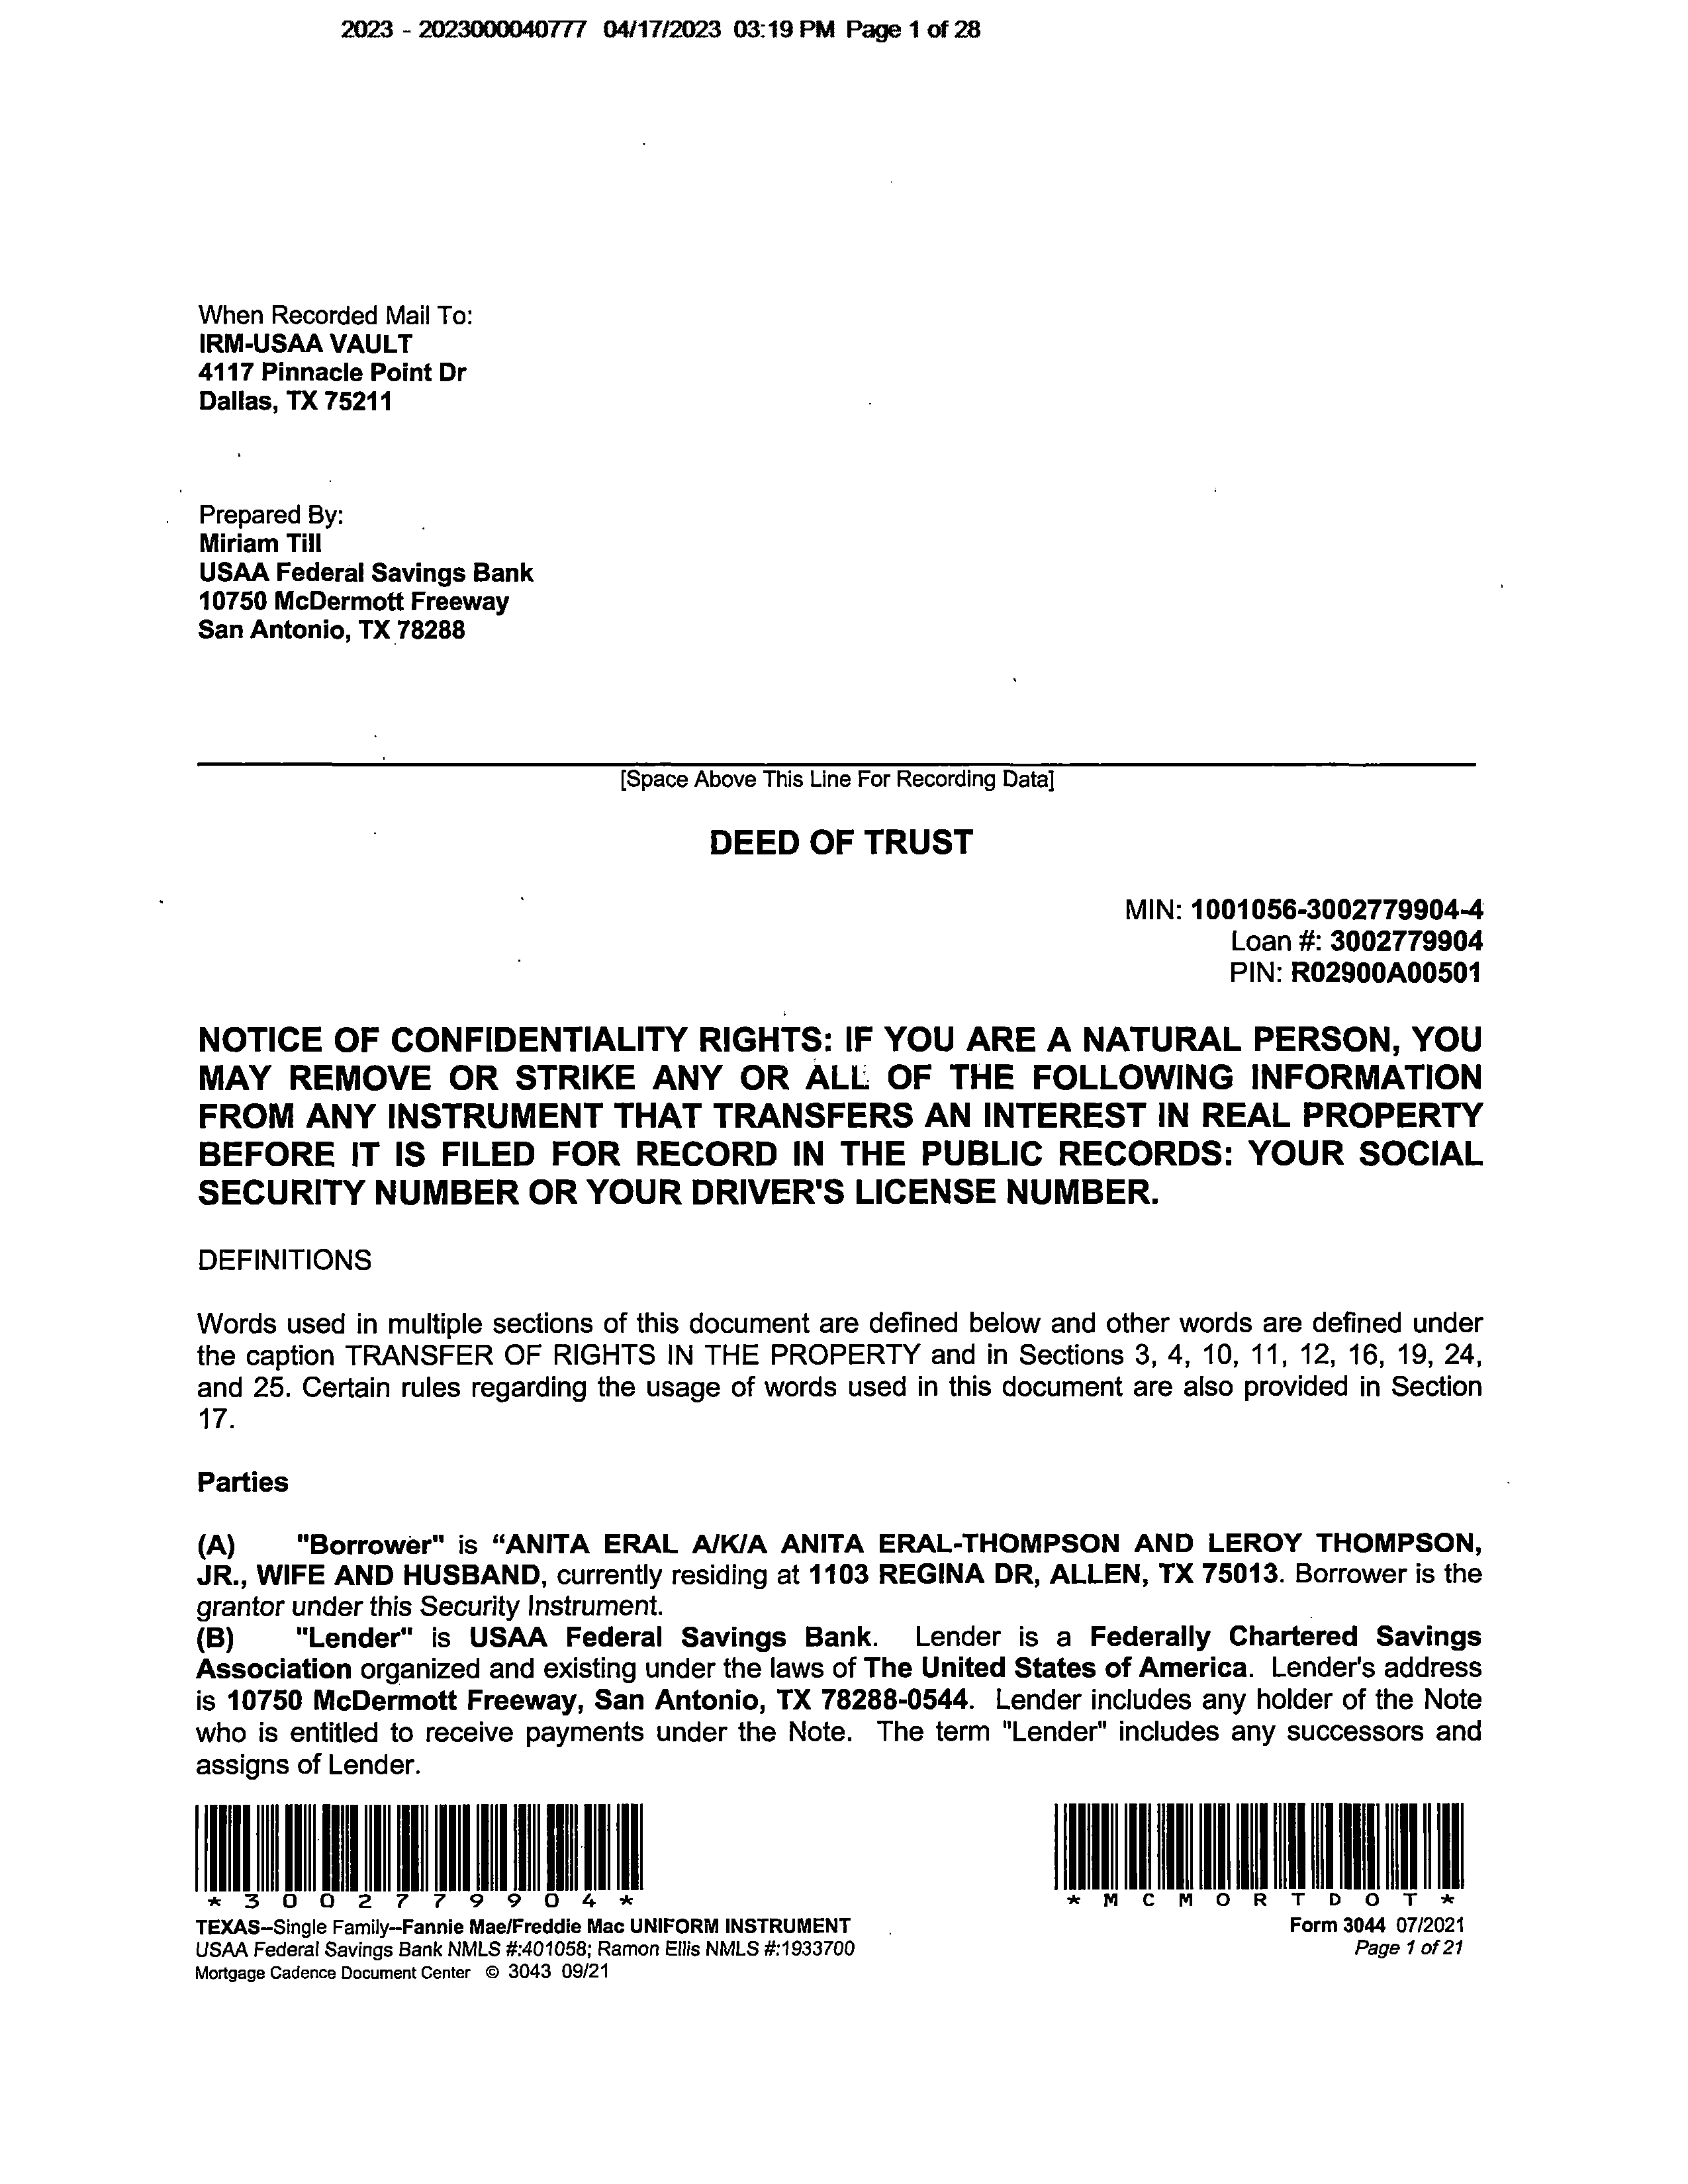 2023 - 2023000040777 04/17/2023 03:19 PM Page 1 of 28
When Recorded Mail To:
IRM-USAA VAULT
4117 Pinnacle Point Dr
Dallas, TX 75211
Prepared By:
Miriam Till
USAA Federal Savings Bank
10750 McDermott Freeway
San Antonio, TX 78288
[Space Above This Line For Recording Data]
DEED OF TRUST
MIN: 1001056-3002779904-4
Loan #: 3002779904
PIN: R02900A00501
NOTICE OF CONFIDENTIALITY RIGHTS: IF YOU ARE A NATURAL PERSON, YOU
MAY REMOVE OR STRIKE ANY OR ALL OF THE FOLLOWING INFORMATION
FROM ANY INSTRUMENT THAT TRANSFERS AN INTEREST IN REAL PROPERTY
BEFORE IT IS FILED FOR RECORD IN THE PUBLIC RECORDS: YOUR SOCIAL
SECURITY NUMBER OR YOUR DRIVER'S LICENSE NUMBER.
DEFINITIONS
Words used in multiple sections of this document are defined below and other words are defined under
the caption TRANSFER OF RIGHTS IN THE PROPERTY and in Sections 3, 4, 10, 11, 12, 16, 19, 24,
and 25. Certain rules regarding the usage of words used in this document are also provided in Section
17.
Parties
(A) "Borrower" is “ANITA ERAL A/K/A ANITA ERAL-THOMPSON AND LEROY THOMPSON,
JR., WIFE AND HUSBAND, currently residing at 1103 REGINA DR, ALLEN, TX 75013. Borrower is the
grantor under this Security Instrument.
(B) "Lender" is USAA Federal Savings Bank. Lender is a Federally Chartered Savings
Association organized and existing under the laws of The United States of America. Lender's address
is 10750 McDermott Freeway, San Antonio, TX 78288-0544. Lender includes any holder of the Note
who is entitled to receive payments under the Note. The term "Lender" includes any successors and
assigns of Lender.
* 3 0 0 2 7 7 9 9 0 4 *
* M C M O R T D O T *
TEXAS--Single Family--Fannie Mae/Freddie Mac UNIFORM INSTRUMENT
Form 3044 07/2021
USAA Federal Savings Bank NMLS #:401058; Ramon Ellis NMLS #:1933700
Page 1 of 21
Mortgage Cadence Document Center © 3043 09/21